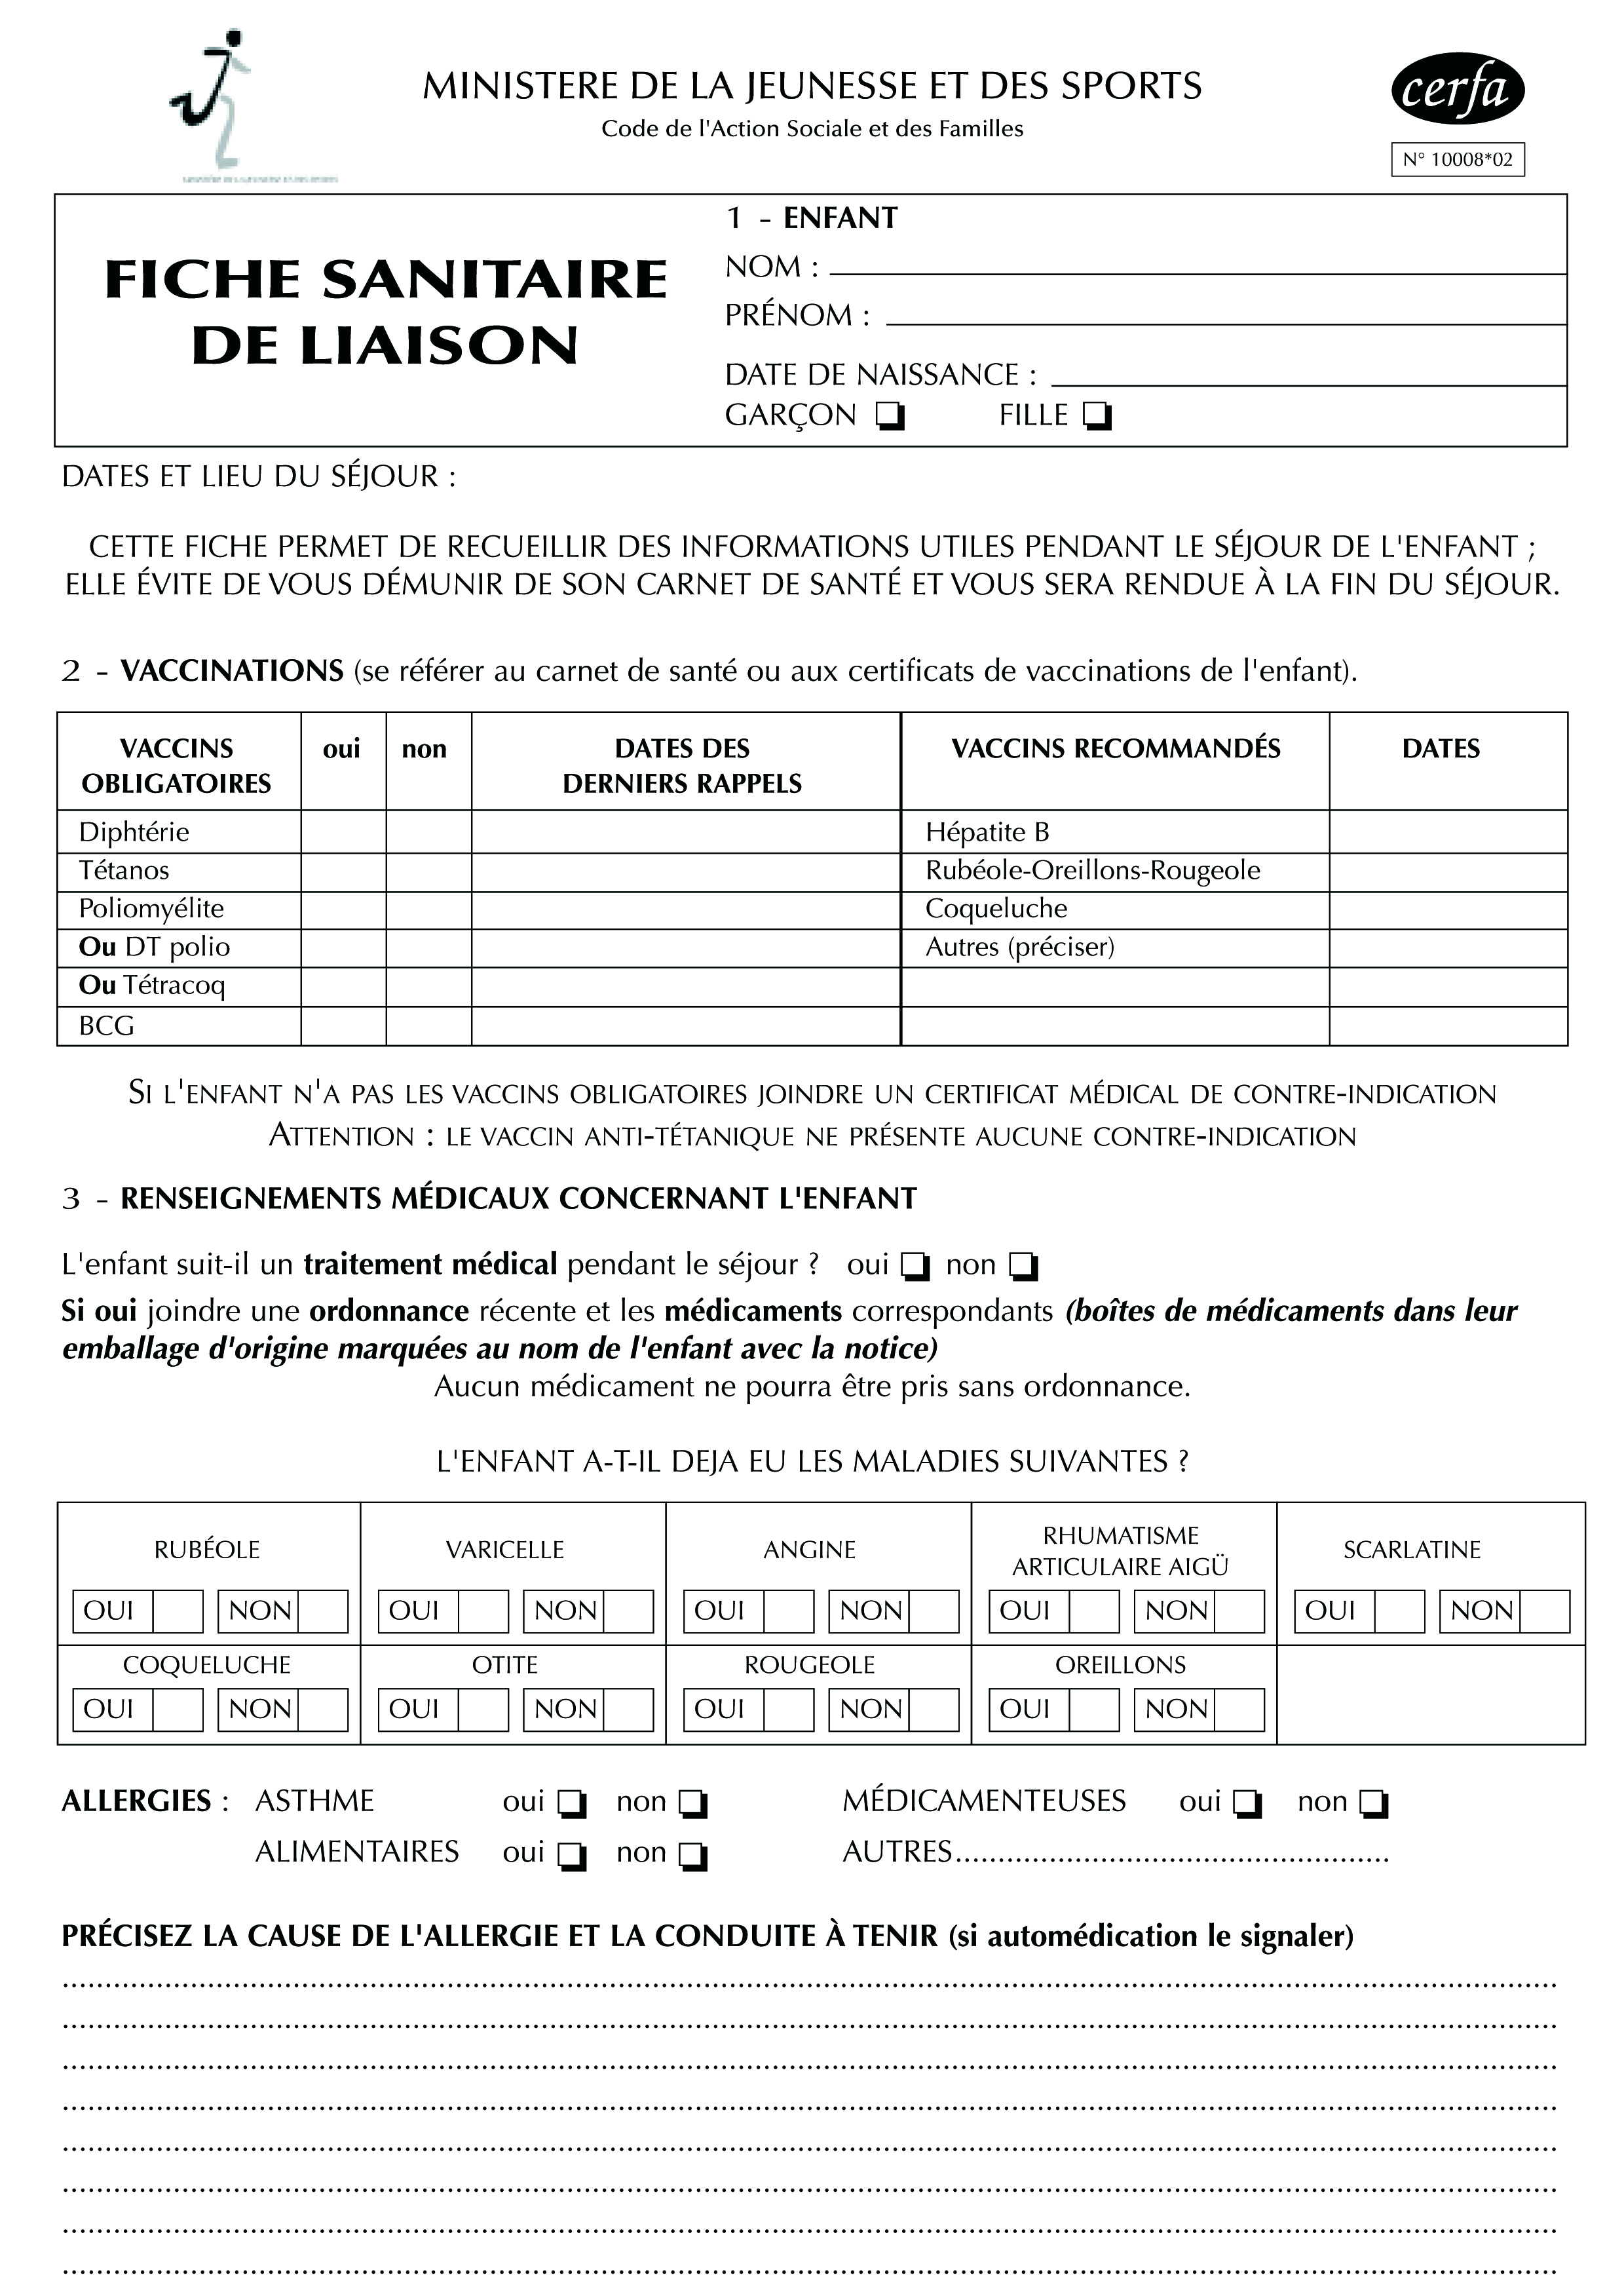 MINISTERE DE LA JEUNESSE ET DES SPORTS
Code de l'Action Sociale et des Familles
cerfa
N° 10008*02
FICHE SANITAIRE
DE LIAISON
1 - ENFANT
NOM :
PRÉNOM :
DATE DE NAISSANCE :
GARÇON FILLE
DATES ET LIEU DU SÉJOUR :
CETTE FICHE PERMET DE RECUEILLIR DES INFORMATIONS UTILES PENDANT LE SÉJOUR DE L'ENFANT ;
ELLE ÉVITE DE VOUS DÉMUNIR DE SON CARNET DE SANTÉ ET VOUS SERA RENDUE À LA FIN DU SÉJOUR.
2 - VACCINATIONS (se référer au carnet de santé ou aux certificats de vaccinations de l'enfant).
VACCINS oui non DATES DES VACCINS RECOMMANDÉS DATES
OBLIGATOIRES DERNIERS RAPPELS
Diphtérie Hépatite B
Tétanos Rubéole-Oreillons-Rougeole
Poliomyélite Coqueluche
Ou DT polio Autres (préciser)
Ou Tétracoq
BCG
SI L'ENFANT N'A PAS LES VACCINS OBLIGATOIRES JOINDRE UN CERTIFICAT MÉDICAL DE CONTRE-INDICATION
ATTENTION : LE VACCIN ANTI-TÉTANIQUE NE PRÉSENTE AUCUNE CONTRE-INDICATION
3 - RENSEIGNEMENTS MÉDICAUX CONCERNANT L'ENFANT
L'enfant suit-il un traitement médical pendant le séjour ? oui non
Si oui joindre une ordonnance récente et les médicaments correspondants (boîtes de médicaments dans leur
emballage d'origine marquées au nom de l'enfant avec la notice)
Aucun médicament ne pourra être pris sans ordonnance.
L'ENFANT A-T-IL DEJA EU LES MALADIES SUIVANTES ?
RUBÉOLE VARICELLE ANGINE RHUMATISME SCARLATINE
ARTICULAIRE AIGÜ
OUI NON OUI NON OUI NON OUI NON OUI NON
COQUELUCHE OTITE ROUGEOLE OREILLONS
OUI NON OUI NON OUI NON OUI NON
ALLERGIES : ASTHME oui non MÉDICAMENTEUSES oui non
ALIMENTAIRES oui non AUTRES..................................................
PRÉCISEZ LA CAUSE DE L'ALLERGIE ET LA CONDUITE À TENIR (si automédication le signaler)